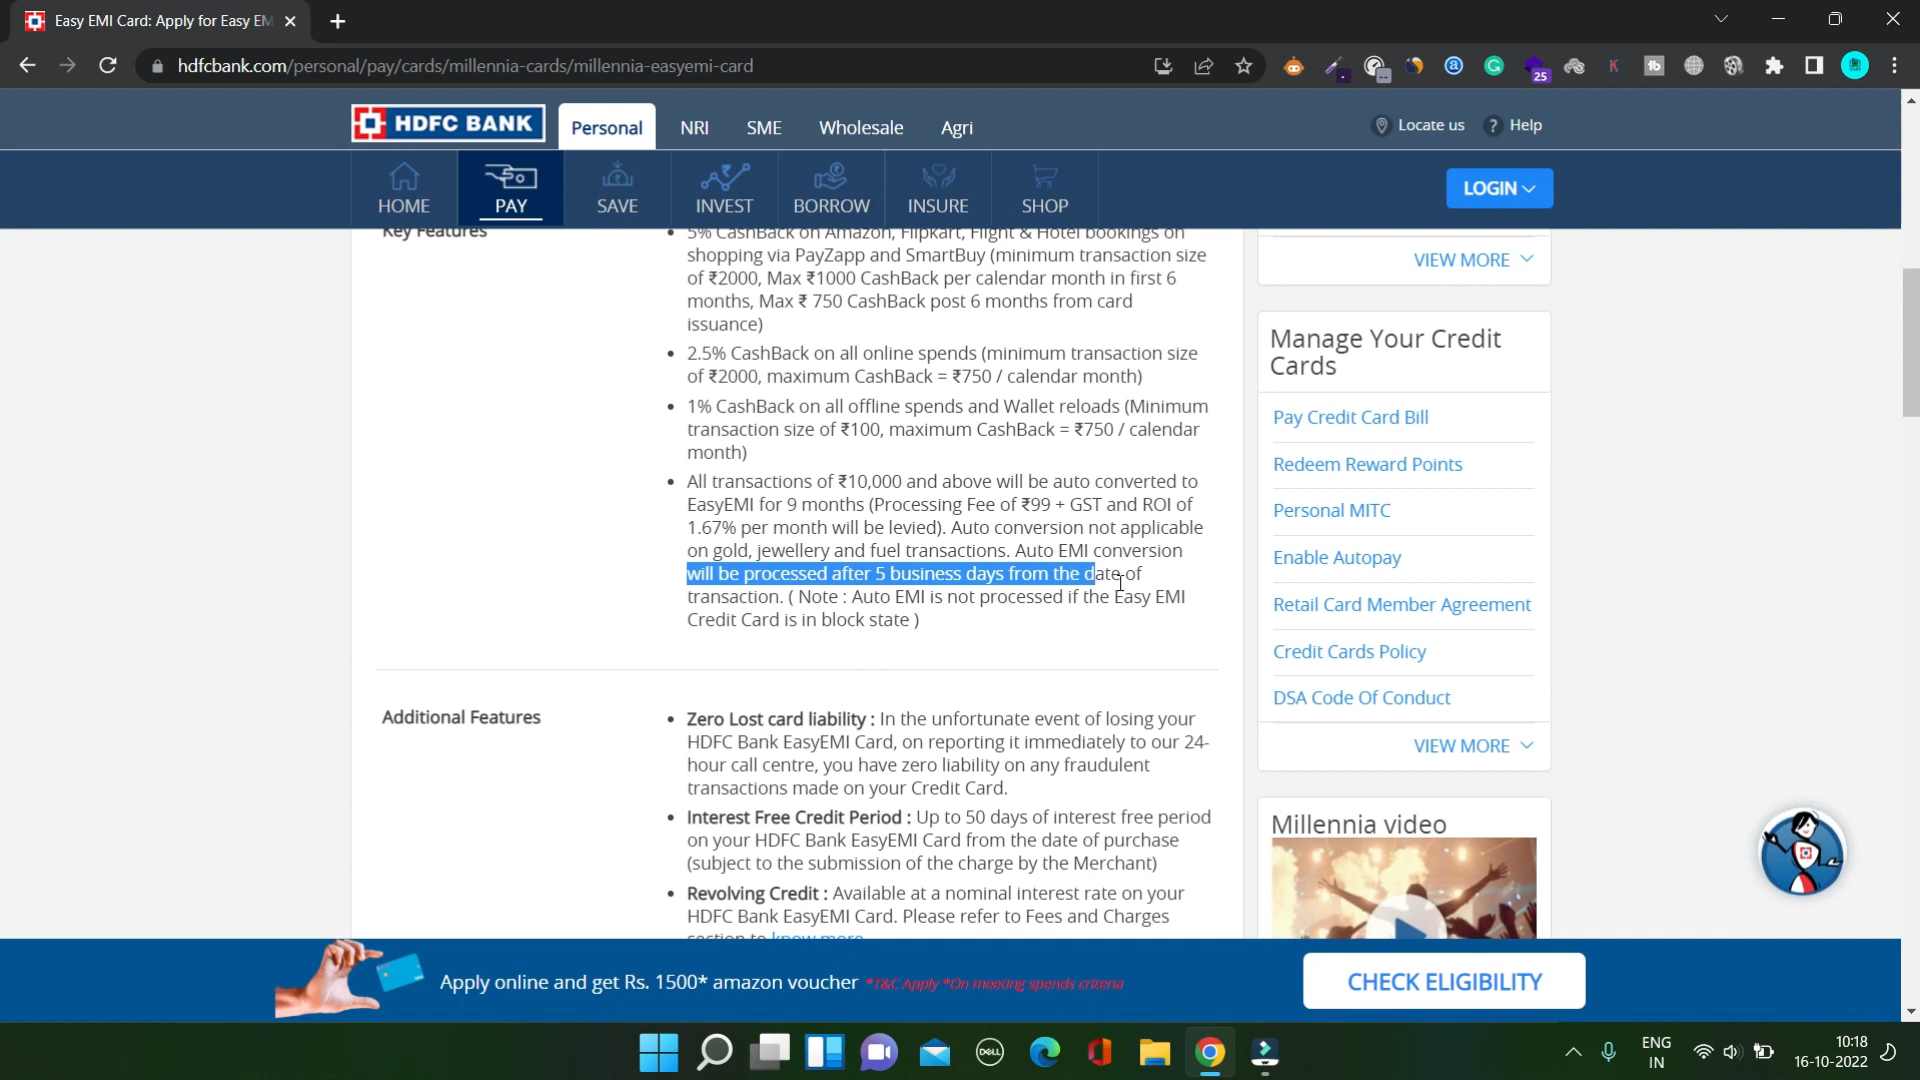 Easy EMI Card: Apply for Easy EM
hdfcbank.com/personal/pay/cards/millennia-cards/millennia-easyemi-card
25
HDFC BANK
Personal
NRI
SME
Wholesale
Agri
Locate us
? Help
HOME
PAY
SAVE
INVEST
BORROW
INSURE
SHOP
LOGIN
Key Features
• 5% CashBack on Amazon, Flipkart, Flight & Hotel bookings on
shopping via PayZapp and SmartBuy (minimum transaction size
of ₹2000, Max ₹1000 CashBack per calendar month in first 6
months, Max ₹ 750 CashBack post 6 months from card
issuance)
• 2.5% CashBack on all online spends (minimum transaction size
of ₹2000, maximum CashBack = ₹750 / calendar month)
• 1% CashBack on all offline spends and Wallet reloads (Minimum
transaction size of ₹100, maximum CashBack = ₹750 / calendar
month)
• All transactions of ₹10,000 and above will be auto converted to
EasyEMI for 9 months (Processing Fee of ₹99 + GST and ROI of
1.67% per month will be levied). Auto conversion not applicable
on gold, jewellery and fuel transactions. Auto EMI conversion
will be processed after 5 business days from the date of
transaction. ( Note : Auto EMI is not processed if the Easy EMI
Credit Card is in block state )
Additional Features
• Zero Lost card liability : In the unfortunate event of losing your
HDFC Bank EasyEMI Card, on reporting it immediately to our 24-
hour call centre, you have zero liability on any fraudulent
transactions made on your Credit Card.
• Interest Free Credit Period : Up to 50 days of interest free period
on your HDFC Bank EasyEMI Card from the date of purchase
(subject to the submission of the charge by the Merchant)
• Revolving Credit : Available at a nominal interest rate on your
HDFC Bank EasyEMI Card. Please refer to Fees and Charges
section to know more
VIEW MORE
Manage Your Credit
Cards
Pay Credit Card Bill
Redeem Reward Points
Personal MITC
Enable Autopay
Retail Card Member Agreement
Credit Cards Policy
DSA Code Of Conduct
VIEW MORE
Millennia video
Apply online and get Rs. 1500* amazon voucher *T&C Apply *On meeting spends criteria
CHECK ELIGIBILITY
DELL
ENG
IN
10:18
16-10-2022